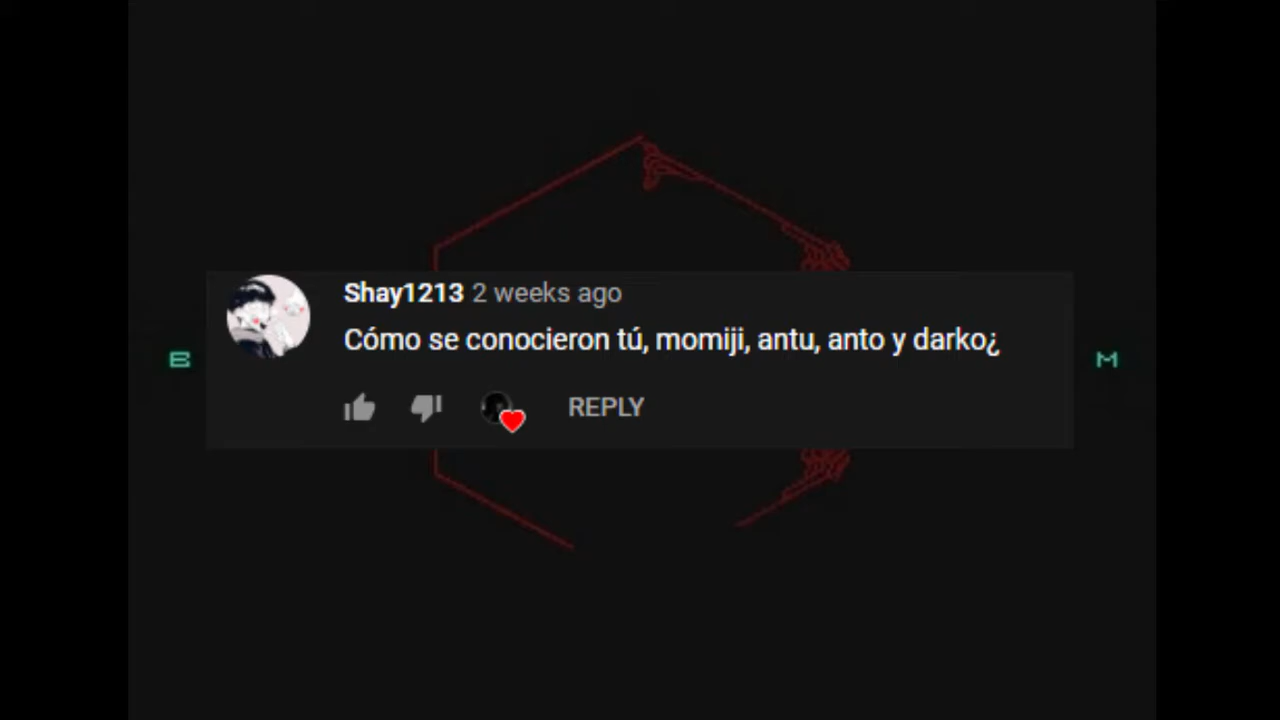 Shay1213 2 weeks ago
Cómo se conocieron tú, momiji, antu, anto y darko¿
E M
REPLY